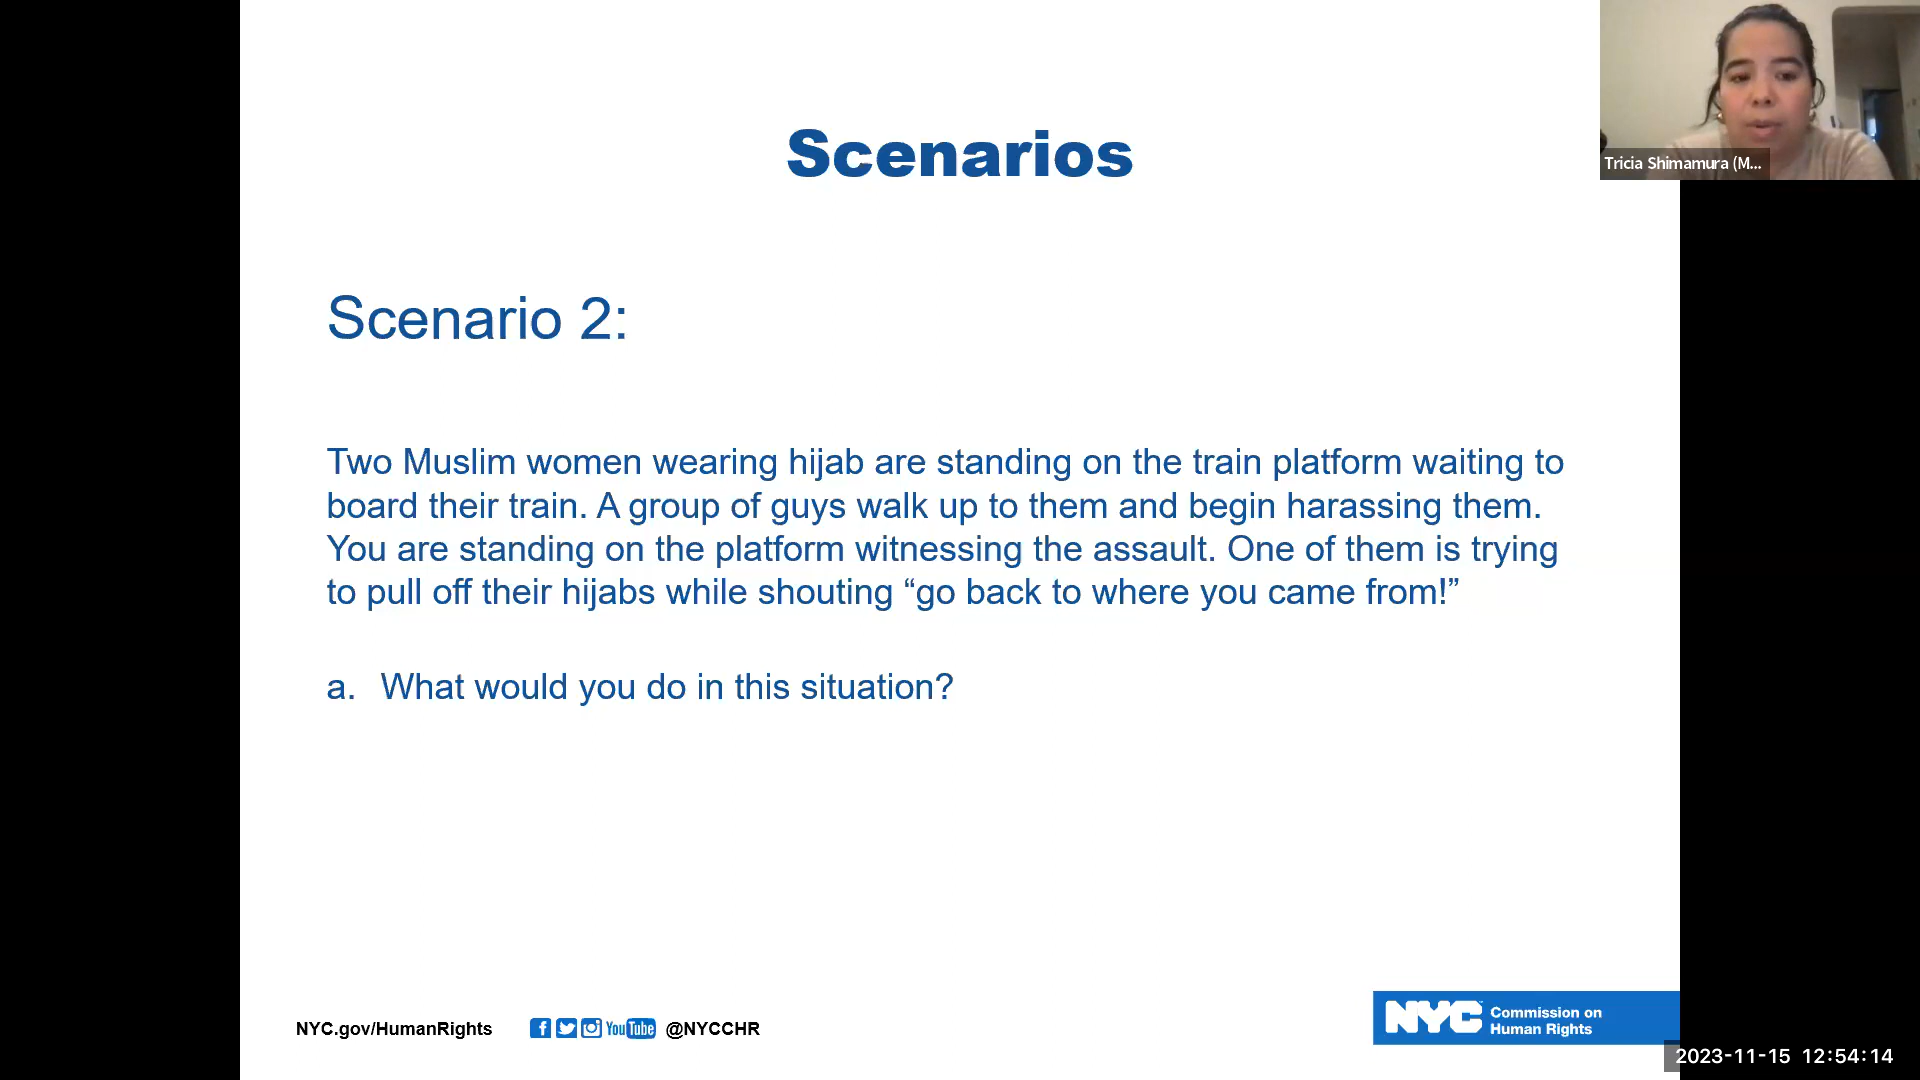 Scenarios
Tricia Shimamura (M...
Scenario 2:
Two Muslim women wearing hijab are standing on the train platform waiting to
board their train. A group of guys walk up to them and begin harassing them.
You are standing on the platform witnessing the assault. One of them is trying
to pull off their hijabs while shouting “go back to where you came from!”
a. What would you do in this situation?
NYC.gov/HumanRights
YouTube
@NYCCHR
NYC
Commission on
Human Rights
2023-11-15 12:54:14